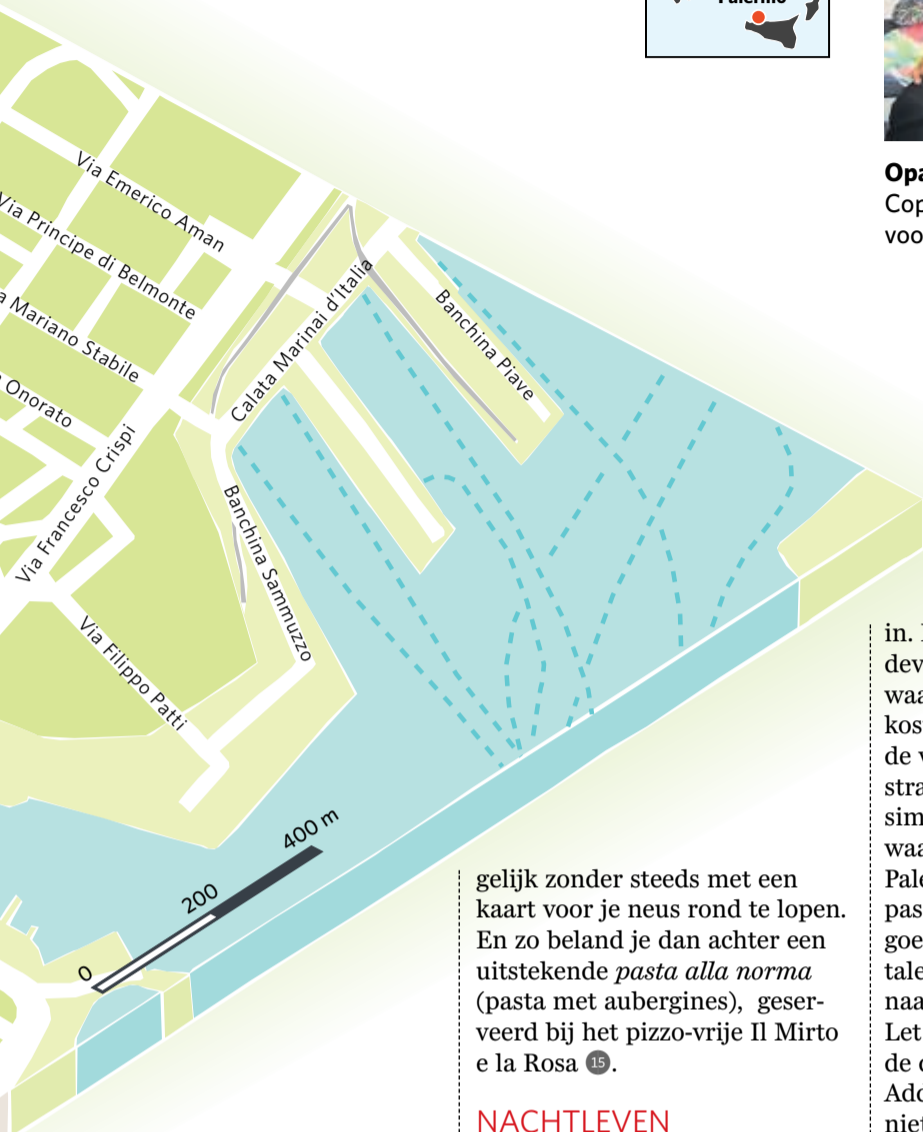 Palermo
Via Emerico Aman
Via Principe di Belmonte
Mariano Stabile
Onorato
Via Francesco Crispi
Calata Marinai d'Italia
Banchina Piave
Banchina Sammuzzo
Via Filippo Patti
0
200
400 m
gelijk zonder steeds met een
kaart voor je neus rond te lopen.
En zo beland je dan achter een
uitstekende pasta alla norma
(pasta met aubergines), geser-
veerd bij het pizzo-vrije Il Mirto
e la Rosa 15.
NACHTLEVEN
Opa
Cop
voo
in.
dev
waa
kos
de v
stra
sim
waa
Pale
pas
goe
tale
naa
Let
de
Add
niet